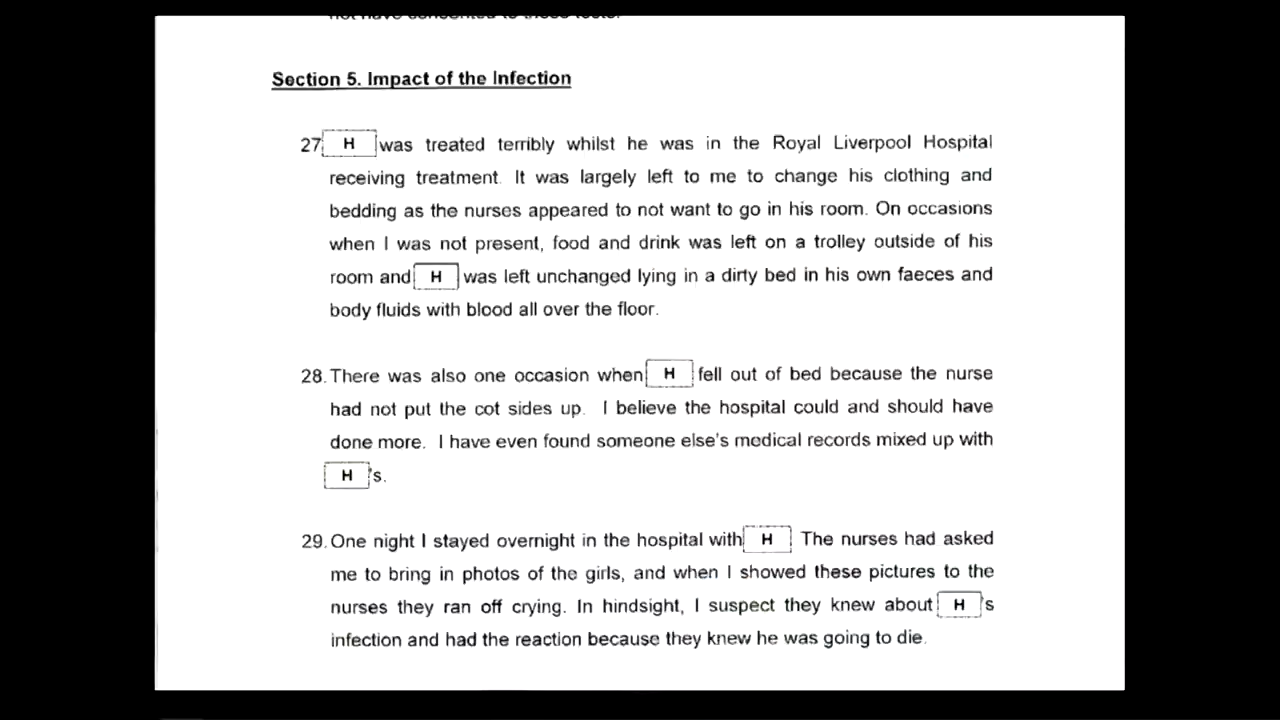 Section 5. Impact of the Infection
27 H was treated terribly whilst he was in the Royal Liverpool Hospital
receiving treatment. It was largely left to me to change his clothing and
bedding as the nurses appeared to not want to go in his room. On occasions
when I was not present, food and drink was left on a trolley outside of his
room and H was left unchanged lying in a dirty bed in his own faeces and
body fluids with blood all over the floor.
28. There was also one occasion when H fell out of bed because the nurse
had not put the cot sides up. I believe the hospital could and should have
done more. I have even found someone else's medical records mixed up with
H 's.
29. One night I stayed overnight in the hospital with H The nurses had asked
me to bring in photos of the girls, and when I showed these pictures to the
nurses they ran off crying. In hindsight, I suspect they knew about H 's
infection and had the reaction because they knew he was going to die.